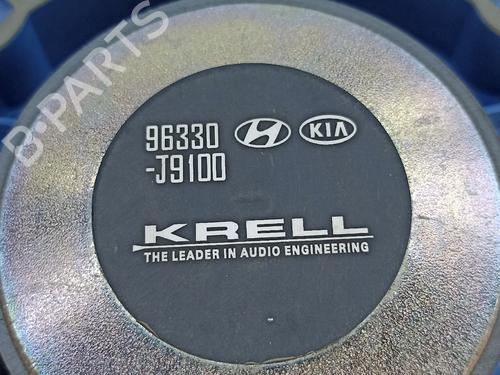 B-PARTS
96330
-J9100
KIA
KRELL
THE LEADER IN AUDIO ENGINEERING